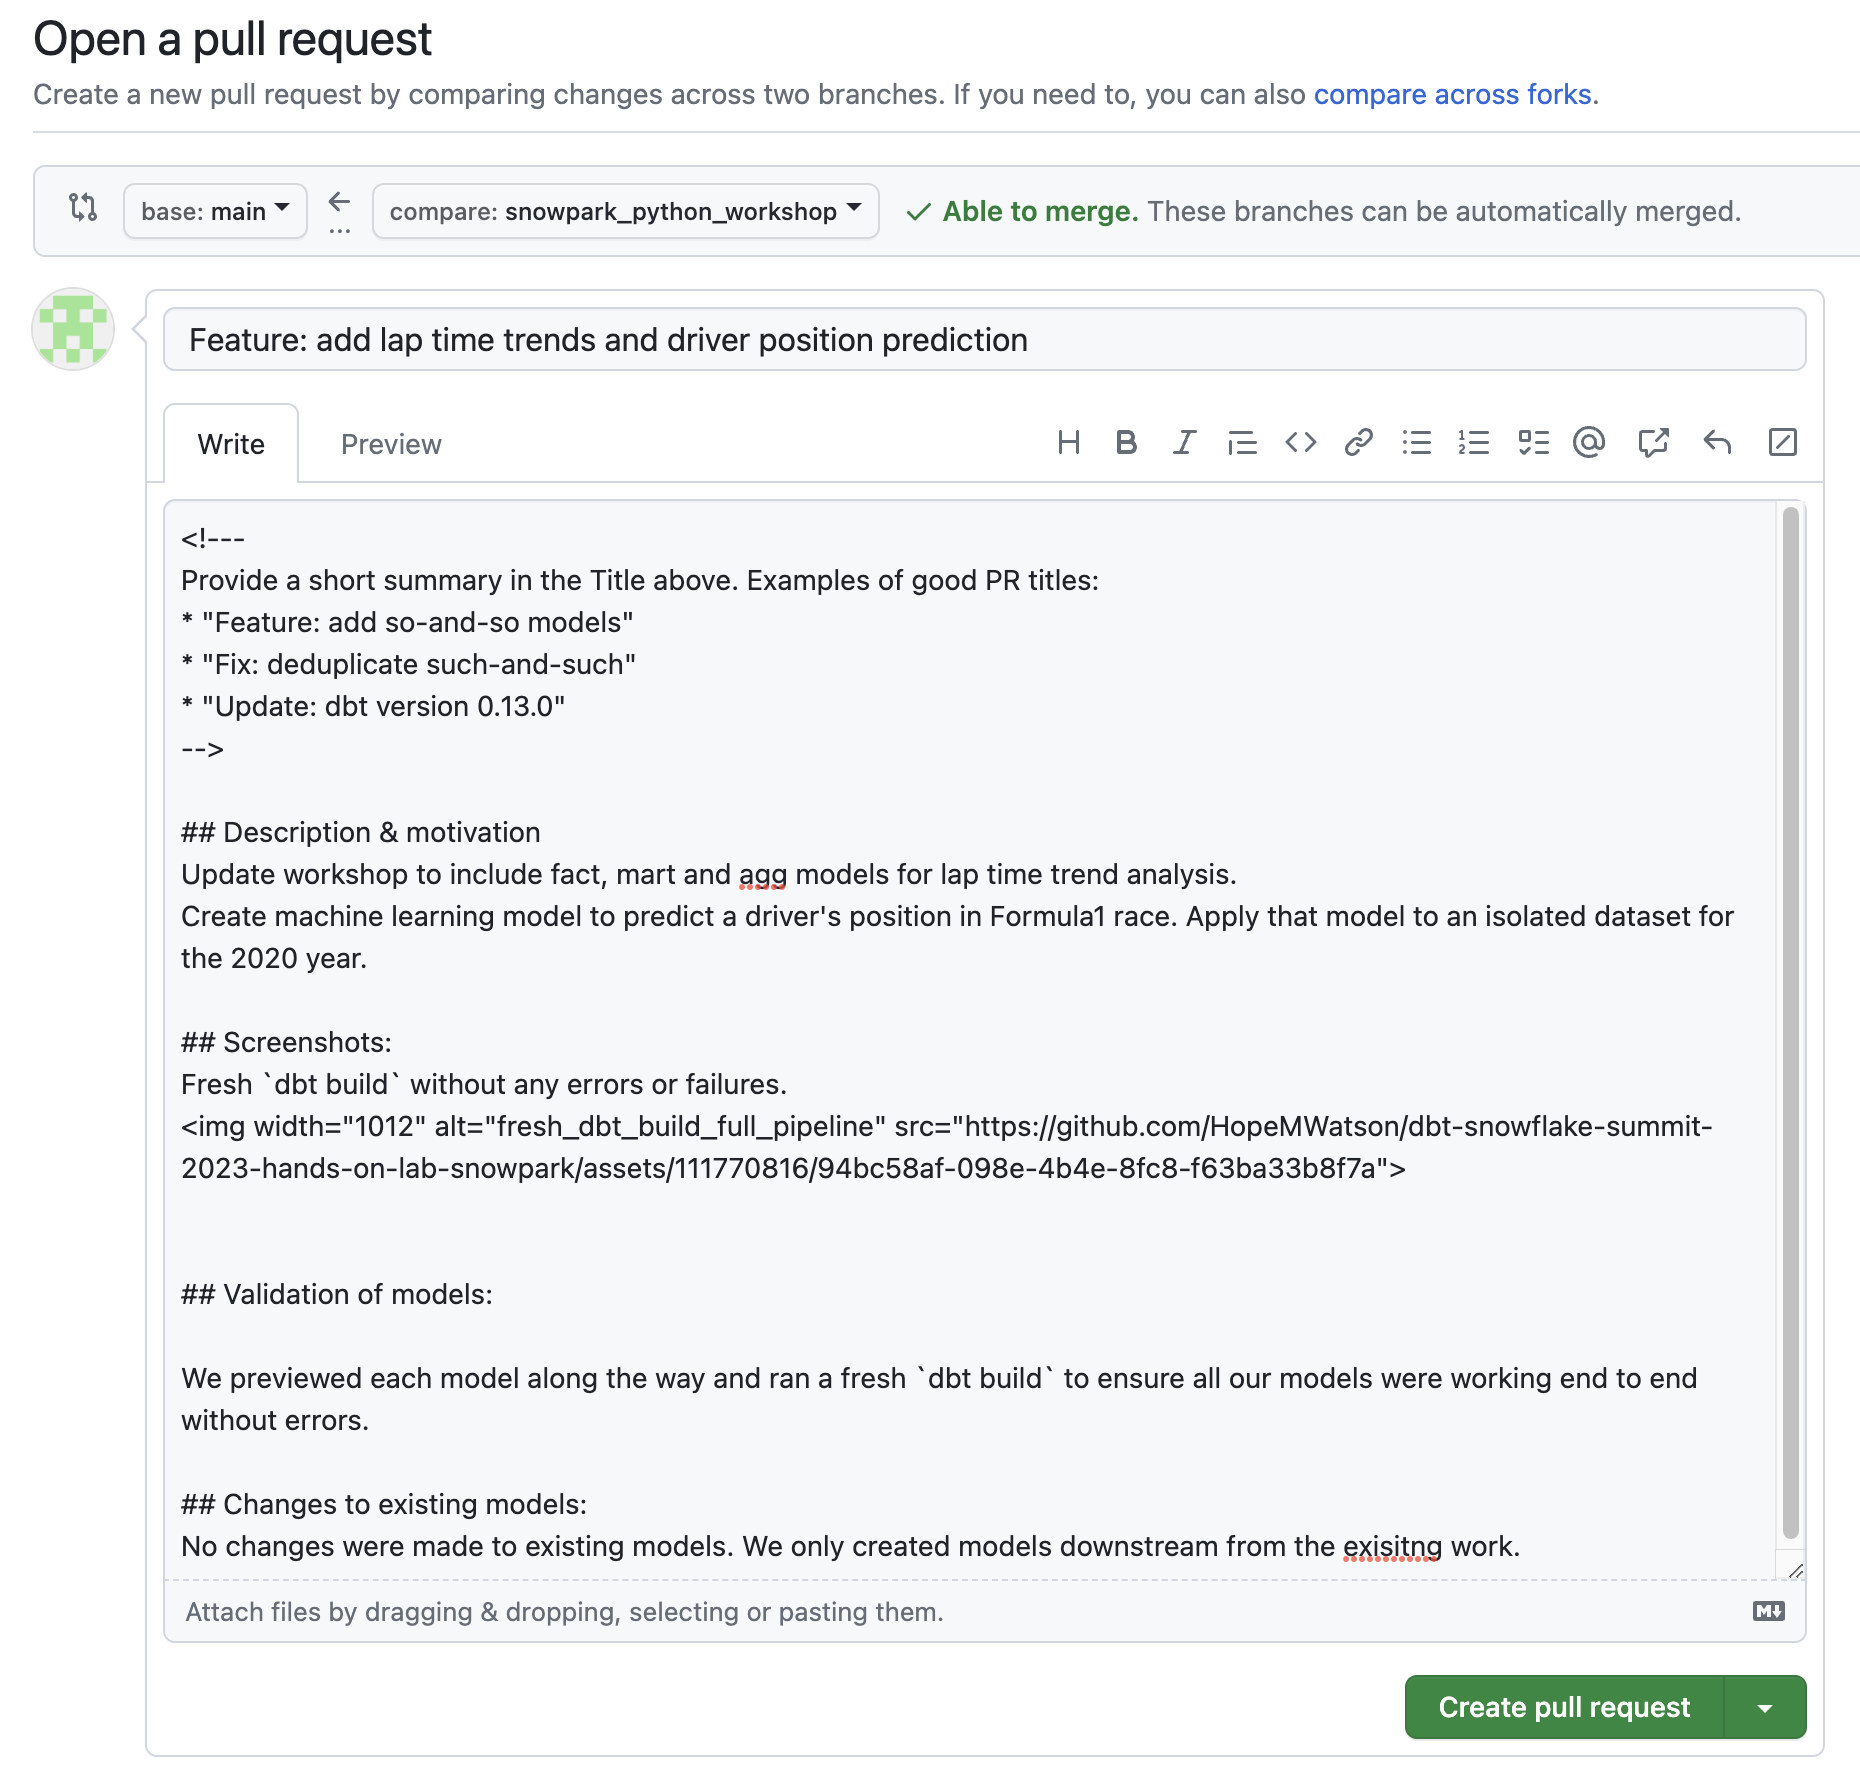 Open a pull request
Create a new pull request by comparing changes across two branches. If you need to, you can also compare across forks.
base: main
compare: snowpark_python_workshop
Able to merge. These branches can be automatically merged.
Feature: add lap time trends and driver position prediction
Write Preview
<!---
Provide a short summary in the Title above. Examples of good PR titles:
* "Feature: add so-and-so models"
* "Fix: deduplicate such-and-such"
* "Update: dbt version 0.13.0"
-->
## Description & motivation
Update workshop to include fact, mart and agg models for lap time trend analysis.
Create machine learning model to predict a driver's position in Formula1 race. Apply that model to an isolated dataset for
the 2020 year.
## Screenshots:
Fresh `dbt build` without any errors or failures.
<img width="1012" alt="fresh_dbt_build_full_pipeline" src="https://github.com/HopeMWatson/dbt-snowflake-summit-
2023-hands-on-lab-snowpark/assets/111770816/94bc58af-098e-4b4e-8fc8-f63ba33b8f7a">
## Validation of models:
We previewed each model along the way and ran a fresh `dbt build` to ensure all our models were working end to end
without errors.
## Changes to existing models:
No changes were made to existing models. We only created models downstream from the exisitng work.
Attach files by dragging & dropping, selecting or pasting them.
Create pull request